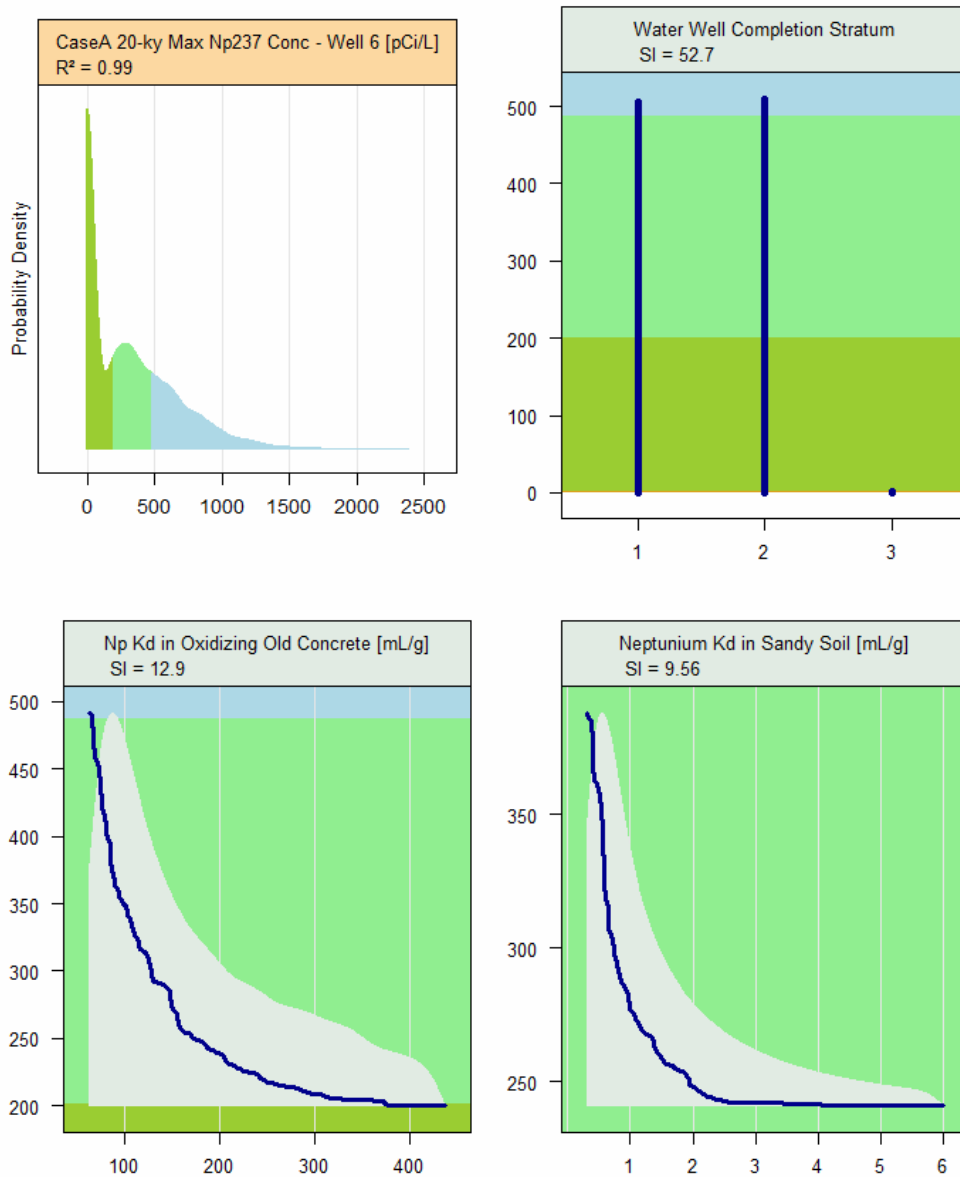 CaseA 20-ky Max Np237 Conc - Well 6 [pCi/L]
R² = 0.99
Probability Density
0 500 1000 1500 2000 2500
Water Well Completion Stratum
SI = 52.7
500
400
300
200
100
0
1 2 3
Np Kd in Oxidizing Old Concrete [mL/g]
SI = 12.9
500
450
400
350
300
250
200
100 200 300 400
Neptunium Kd in Sandy Soil [mL/g]
SI = 9.56
350
300
250
1 2 3 4 5 6